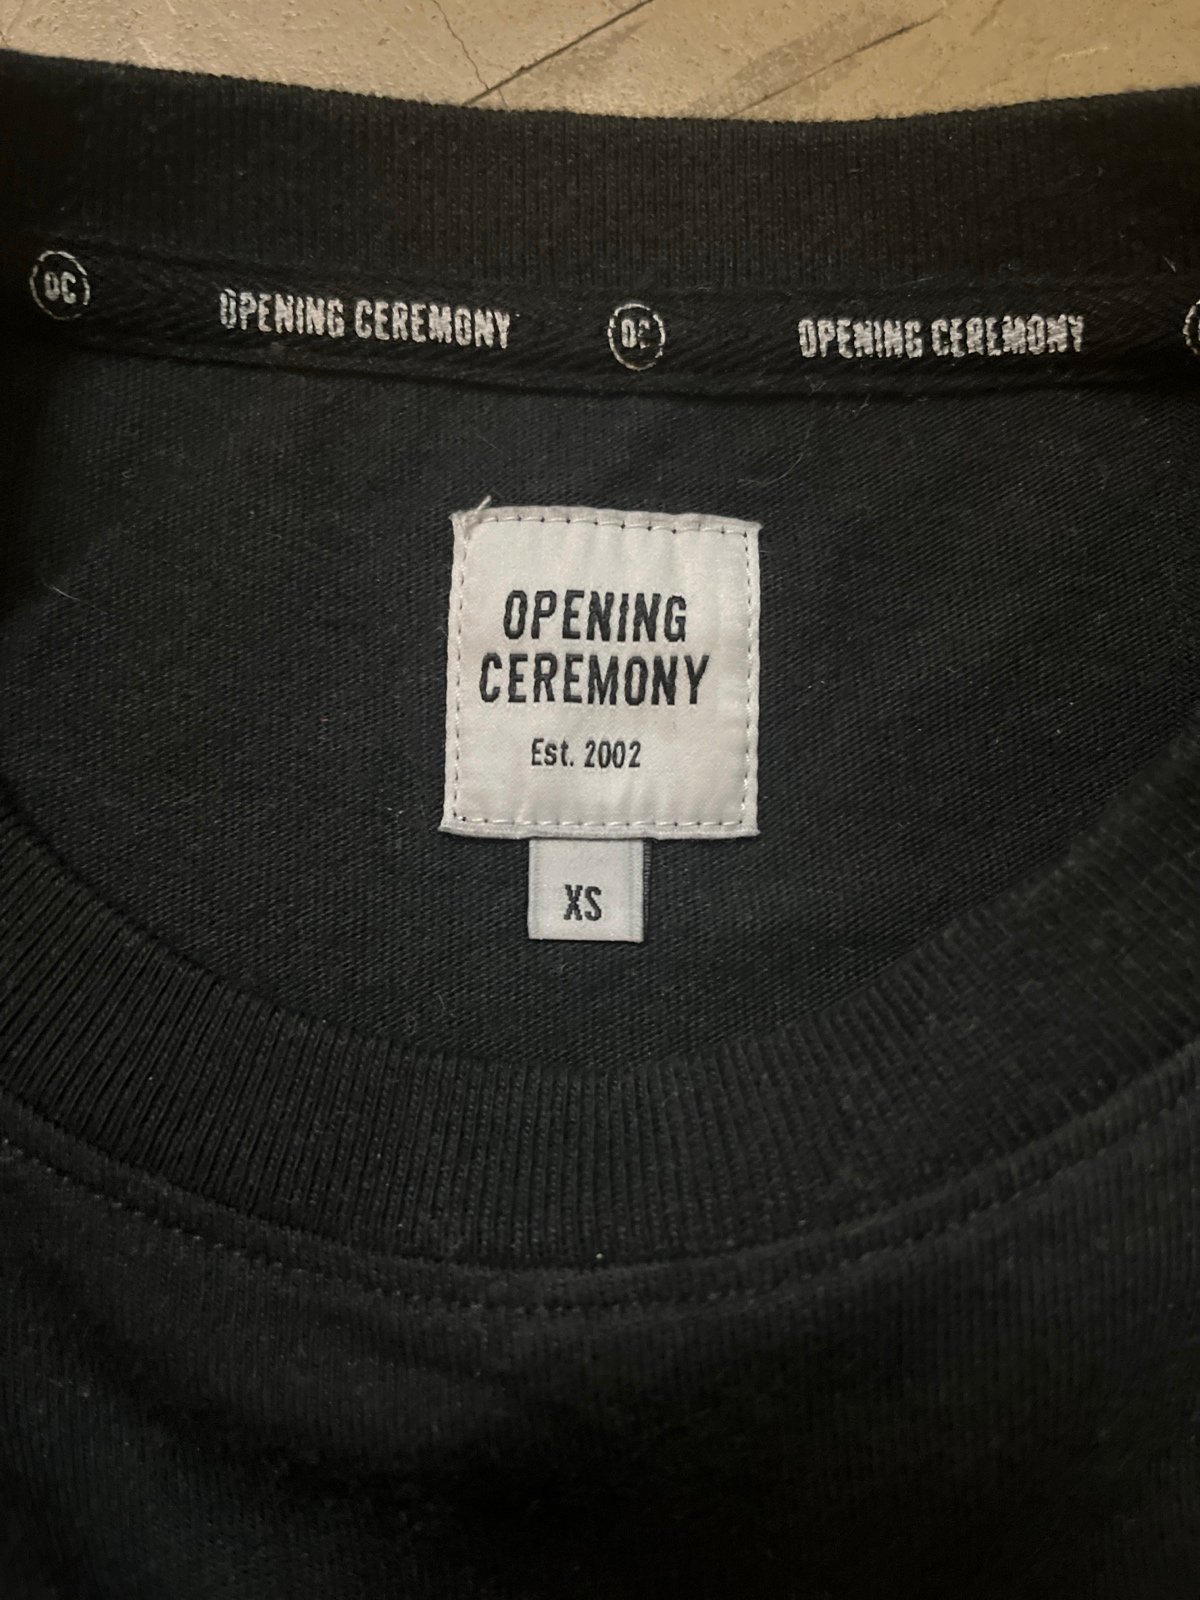 OC OPENING CEREMONY OC OPENING CEREMONY
OPENING
CEREMONY
Est. 2002
XS